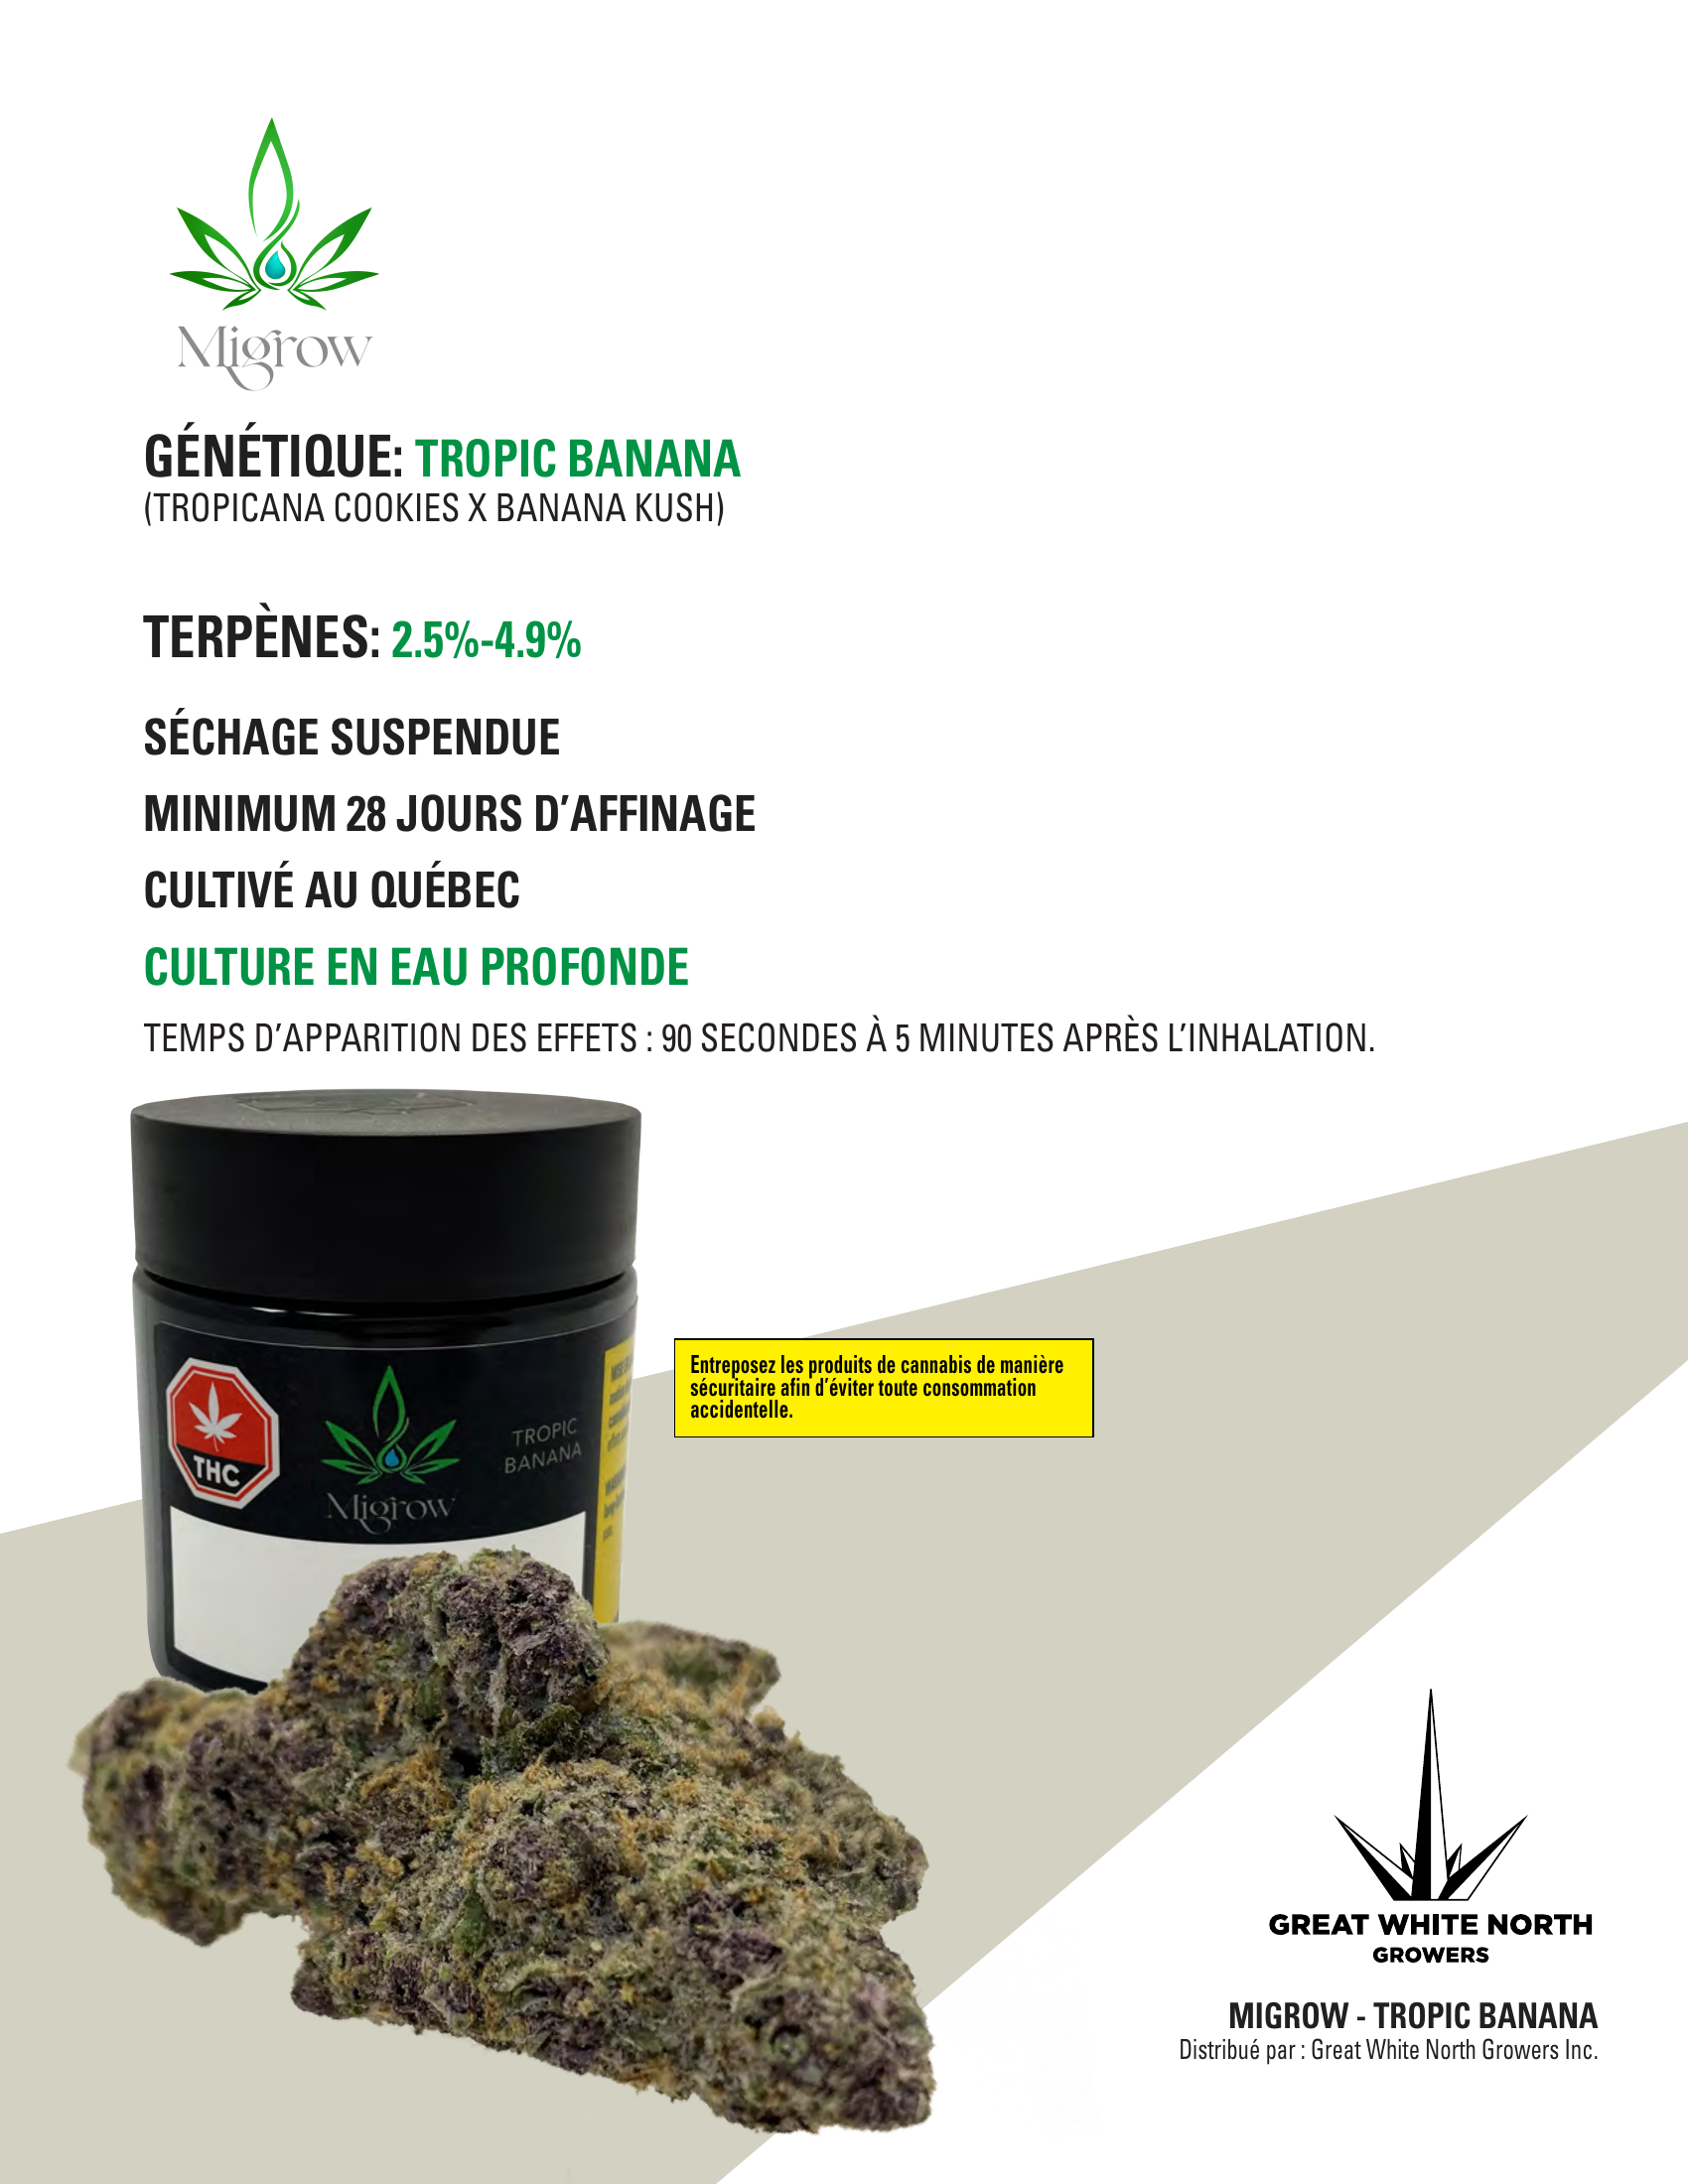 Migrow
GÉNÉTIQUE: TROPIC BANANA
(TROPICANA COOKIES X BANANA KUSH)
TERPÈNES: 2.5%-4.9%
SÉCHAGE SUSPENDUE
MINIMUM 28 JOURS D’AFFINAGE
CULTIVÉ AU QUÉBEC
CULTURE EN EAU PROFONDE
TEMPS D’APPARITION DES EFFETS : 90 SECONDES À 5 MINUTES APRÈS L’INHALATION.
Entreposez les produits de cannabis de manière
sécuritaire afin d’éviter toute consommation
accidentelle.
THC
Migrow
TROPIC
BANANA
GREAT WHITE NORTH
GROWERS
MIGROW - TROPIC BANANA
Distribué par : Great White North Growers Inc.